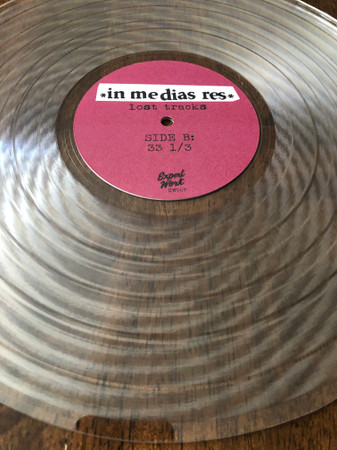 *in medias res*
lost tracks
SIDE B:
33 1/3
Expert
Work